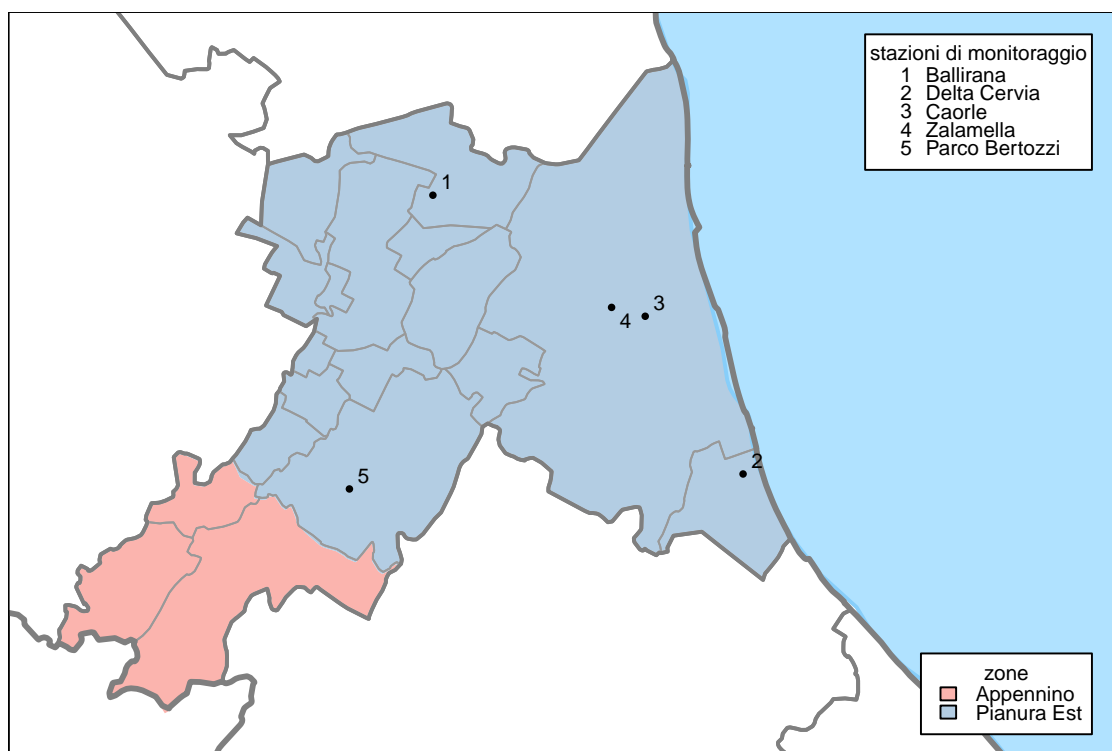 stazioni di monitoraggio
1 Ballirana
2 Delta Cervia
3 Caorle
4 Zalamella
5 Parco Bertozzi
1
3
4
2
5
zone
Appennino
Pianura Est